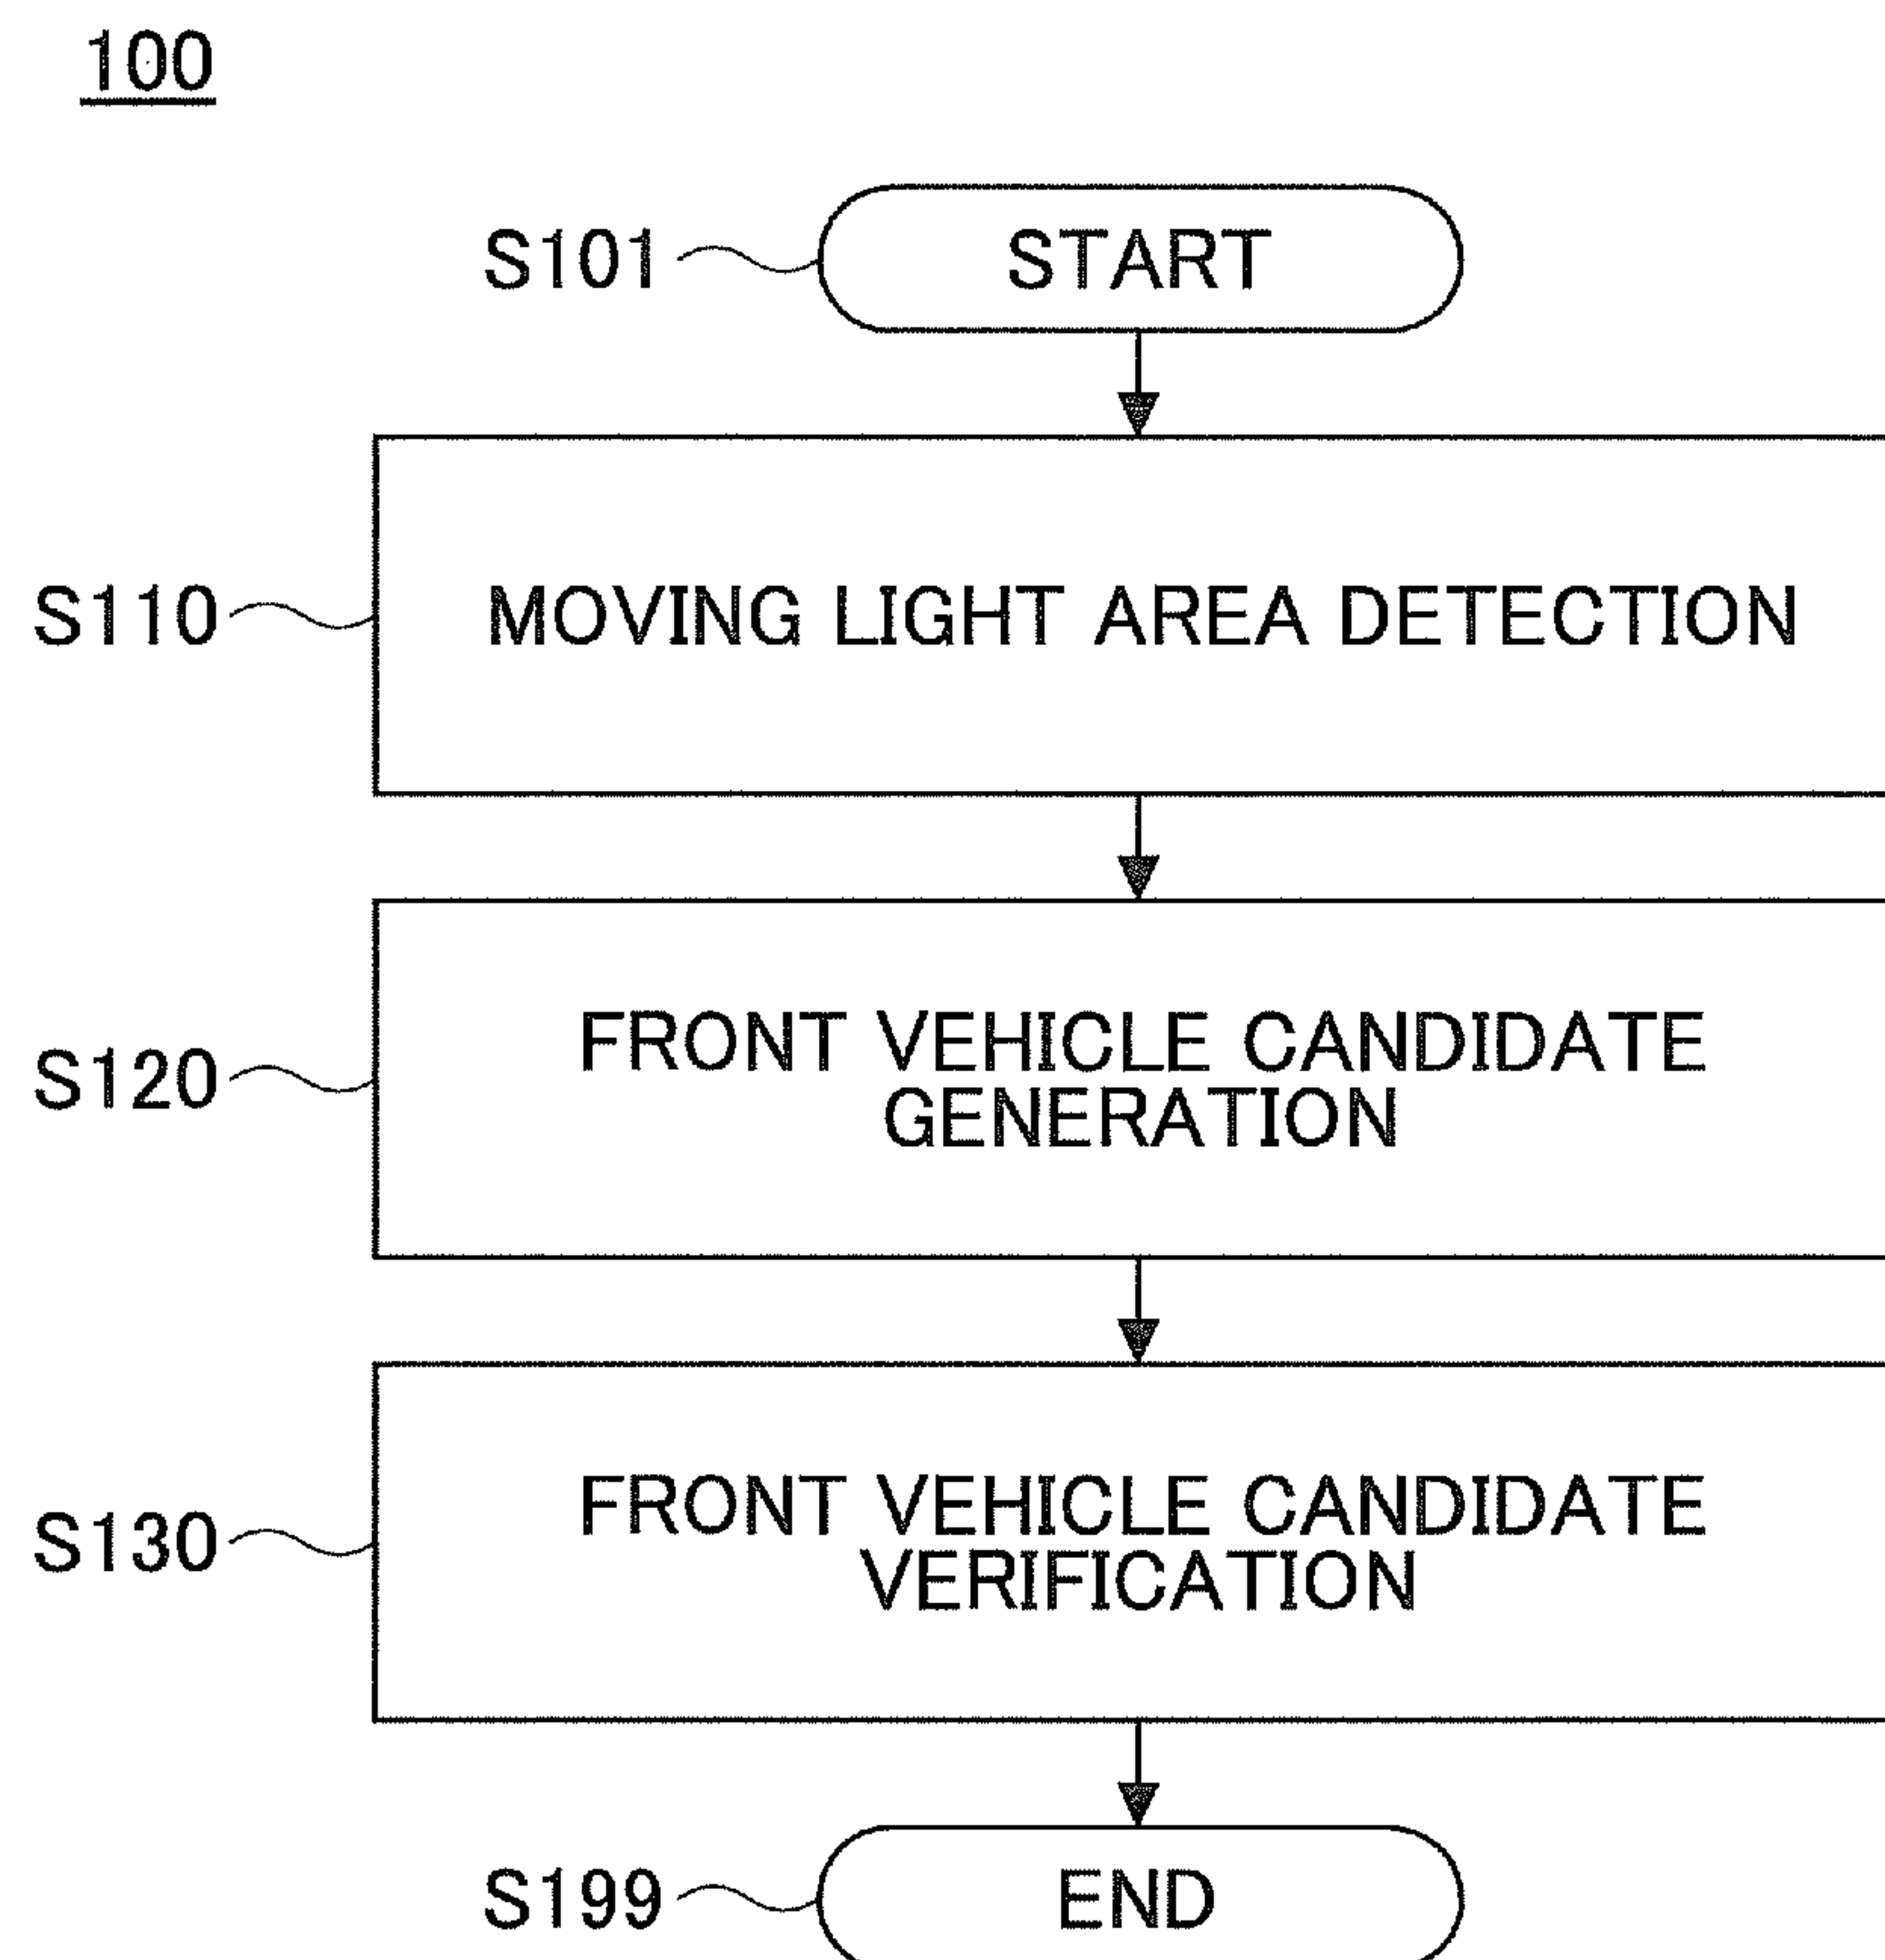 100
S101 START
S110 MOVING LIGHT AREA DETECTION
FRONT VEHICLE CANDIDATE
S120 GENERATION
FRONT VEHICLE CANDIDATE
S130 VERIFICATION
S199 END